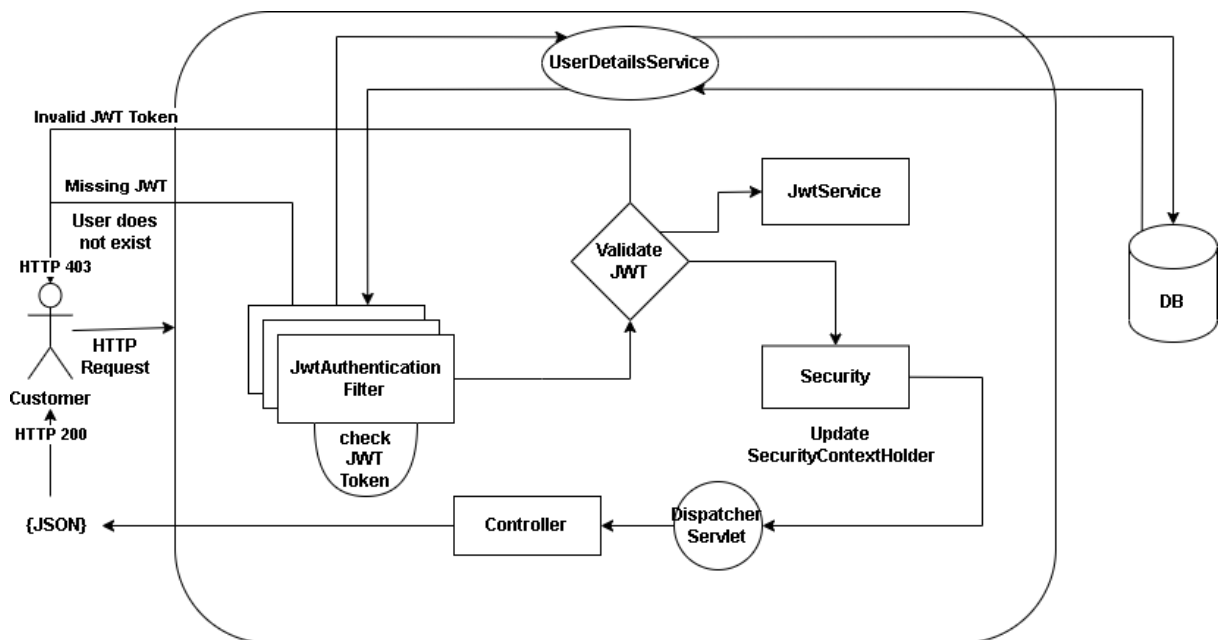 UserDetailsService
Invalid JWT Token
Missing JWT
User does
not exist
HTTP 403
JwtService
Validate
JWT
DB
HTTP
Request
JwtAuthentication
Filter
Security
Customer
HTTP 200
check
JWT
Token
Update
SecurityContextHolder
{JSON}
Controller
Dispatcher
Servlet